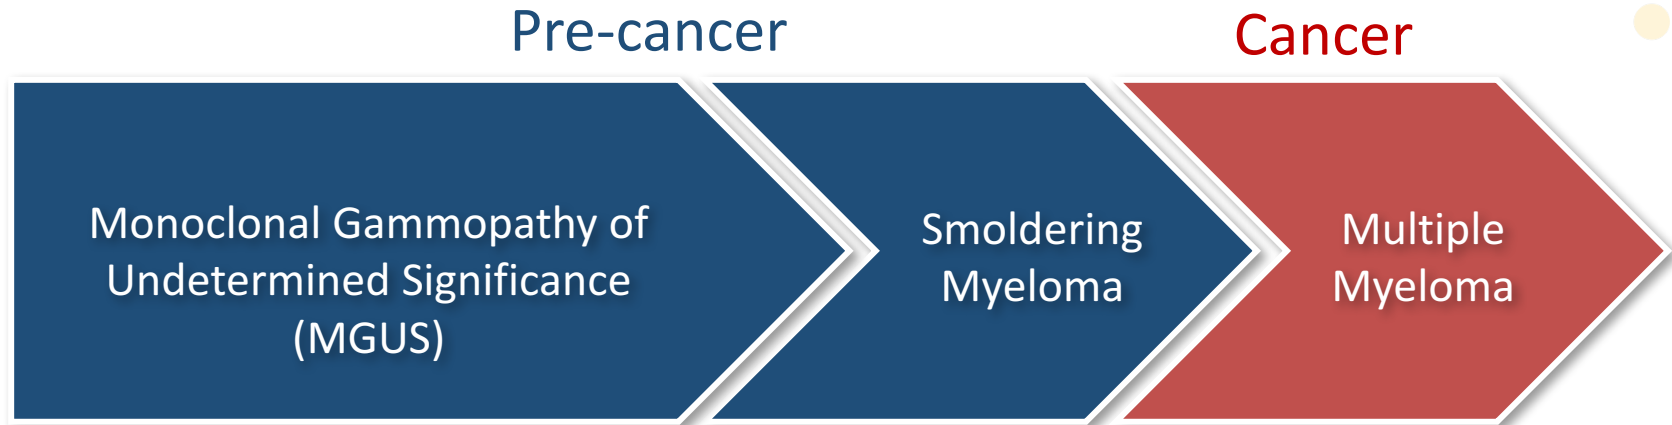 Pre-cancer
Cancer
Monoclonal Gammopathy of
Undetermined Significance
(MGUS)
Smoldering
Myeloma
Multiple
Myeloma